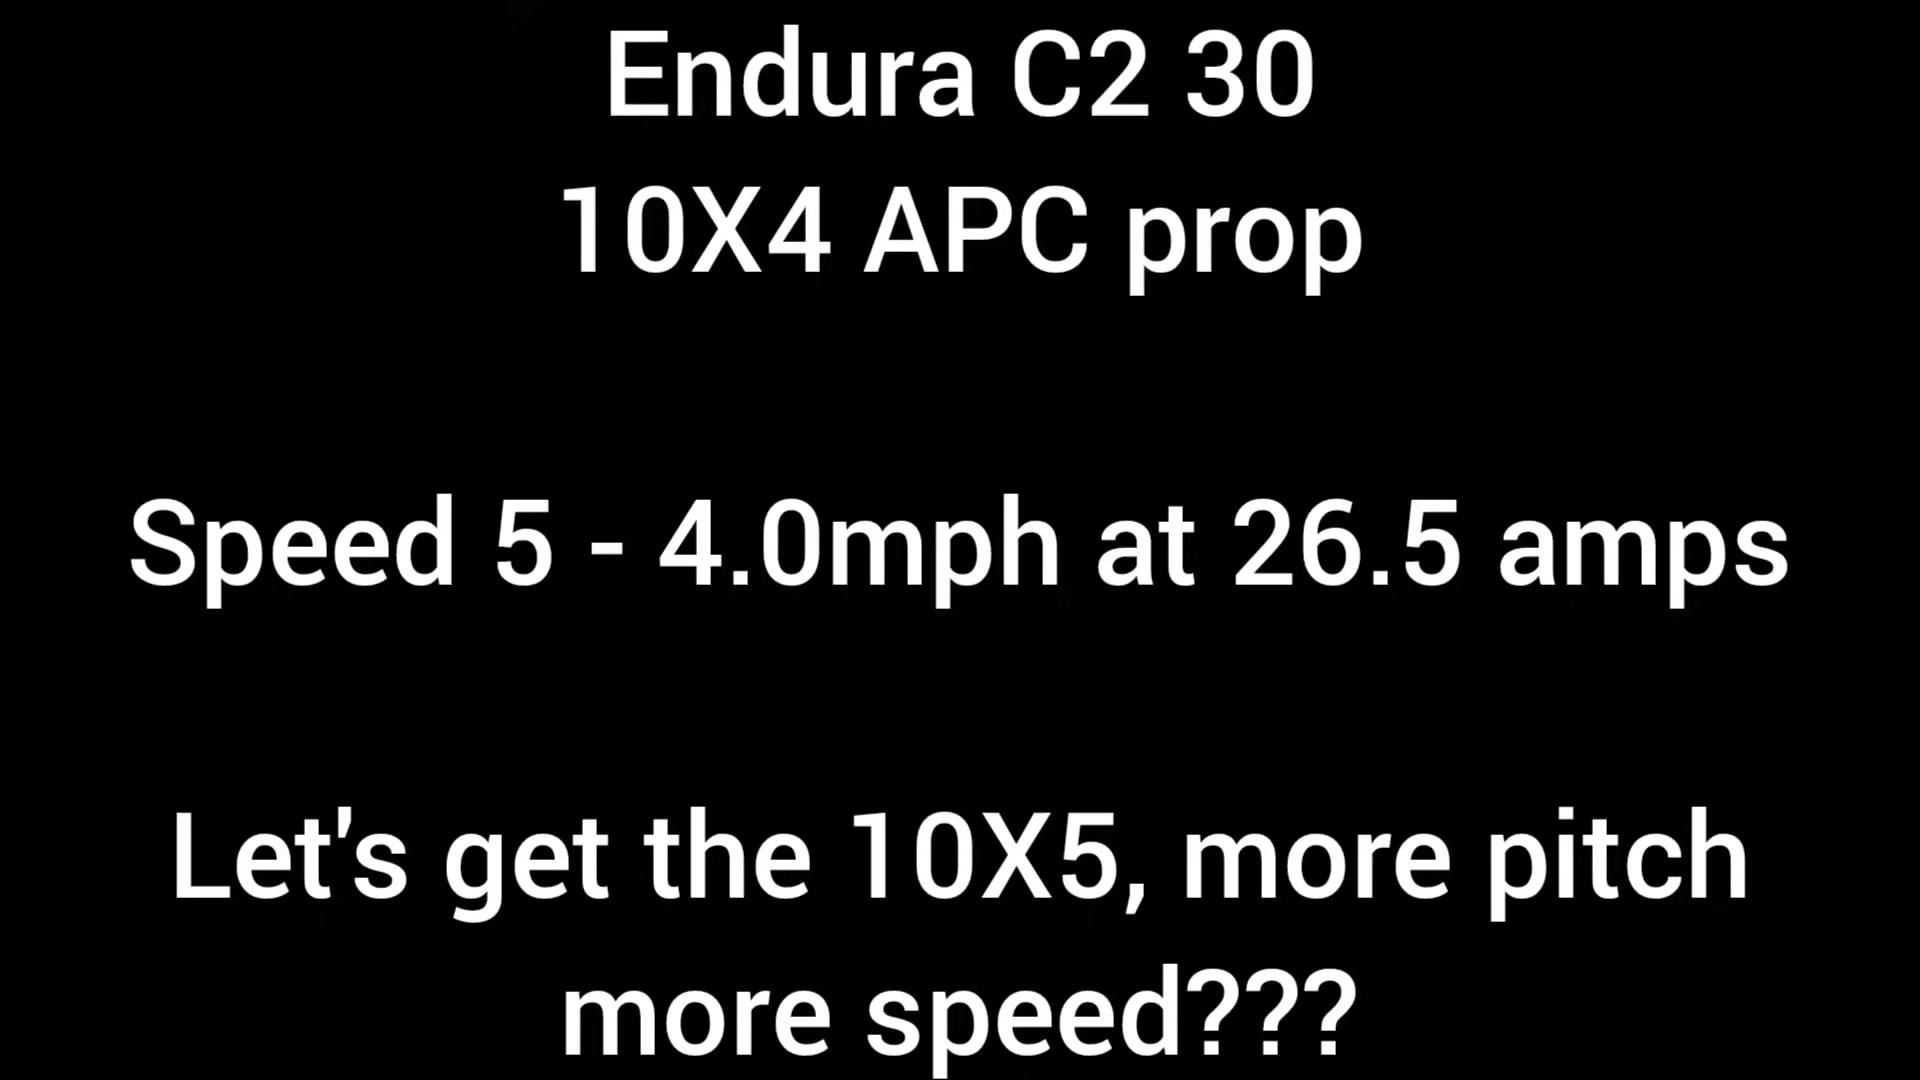 Endura C2 30
10X4 APC prop
Speed 5 - 4.0mph at 26.5 amps
Let's get the 10X5, more pitch
more speed???